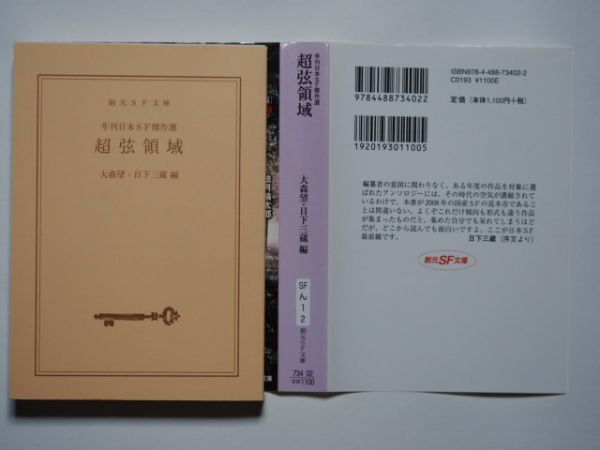 創元SF文庫
年刊日本SF傑作選
超弦領域
大森望・日下三蔵 編
年刊日本SF傑作選
超弦領域
大森望・日下三蔵 編
SF
ん 1
2
創元SF文庫
734 02
本体1100
ISBN978-4-488-73402-2
C0193 ¥1100E
定価(本体1,100円+税)
9784488734022
1920193011005
編纂者の意図に関わりなく、ある年度の作品を対象に選
ばれたアンソロジーには、その時代の空気が濃縮されて
いるわけで、本書が2008年の国産SFの見本市であるこ
とは間違いない。よくぞこれだけ傾向も形式も違う作品
が集まったものだと、集めた自分でも呆れてしまうほど
だが、どこから読んでも面白いですよ。ここが日本SF
最前線です。
日下三蔵(序文より)
創元SF文庫